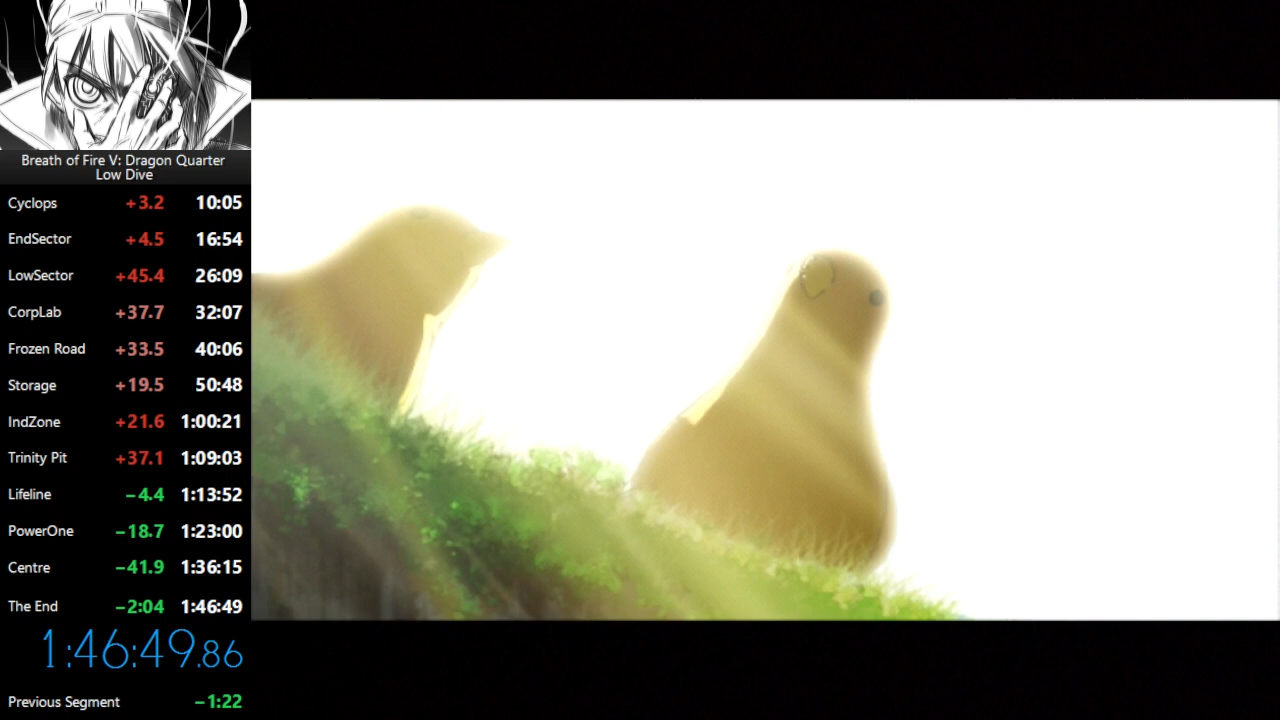 Breath of Fire V: Dragon Quarter
Low Dive
Cyclops +3.2 10:05
EndSector +4.5 16:54
LowSector +45.4 26:09
CorpLab +37.7 32:07
Frozen Road +33.5 40:06
Storage +19.5 50:48
IndZone +21.6 1:00:21
Trinity Pit +37.1 1:09:03
Lifeline −4.4 1:13:52
PowerOne −18.7 1:23:00
Centre −41.9 1:36:15
The End −2:04 1:46:49
1:46:49.86
Previous Segment −1:22